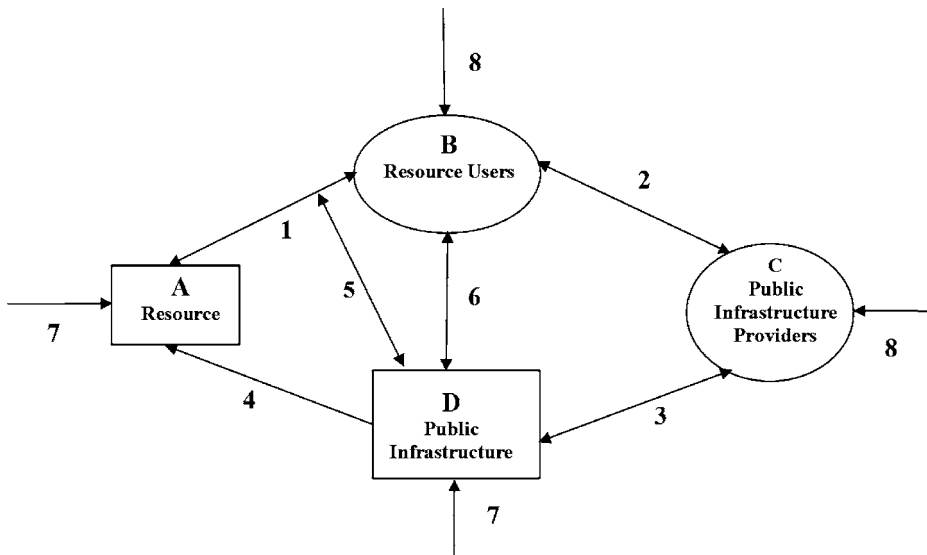 8
B
Resource Users
2
1
A
Resource
5
6
C
Public
Infrastructure
Providers
7
8
4
D
Public
Infrastructure
3
7